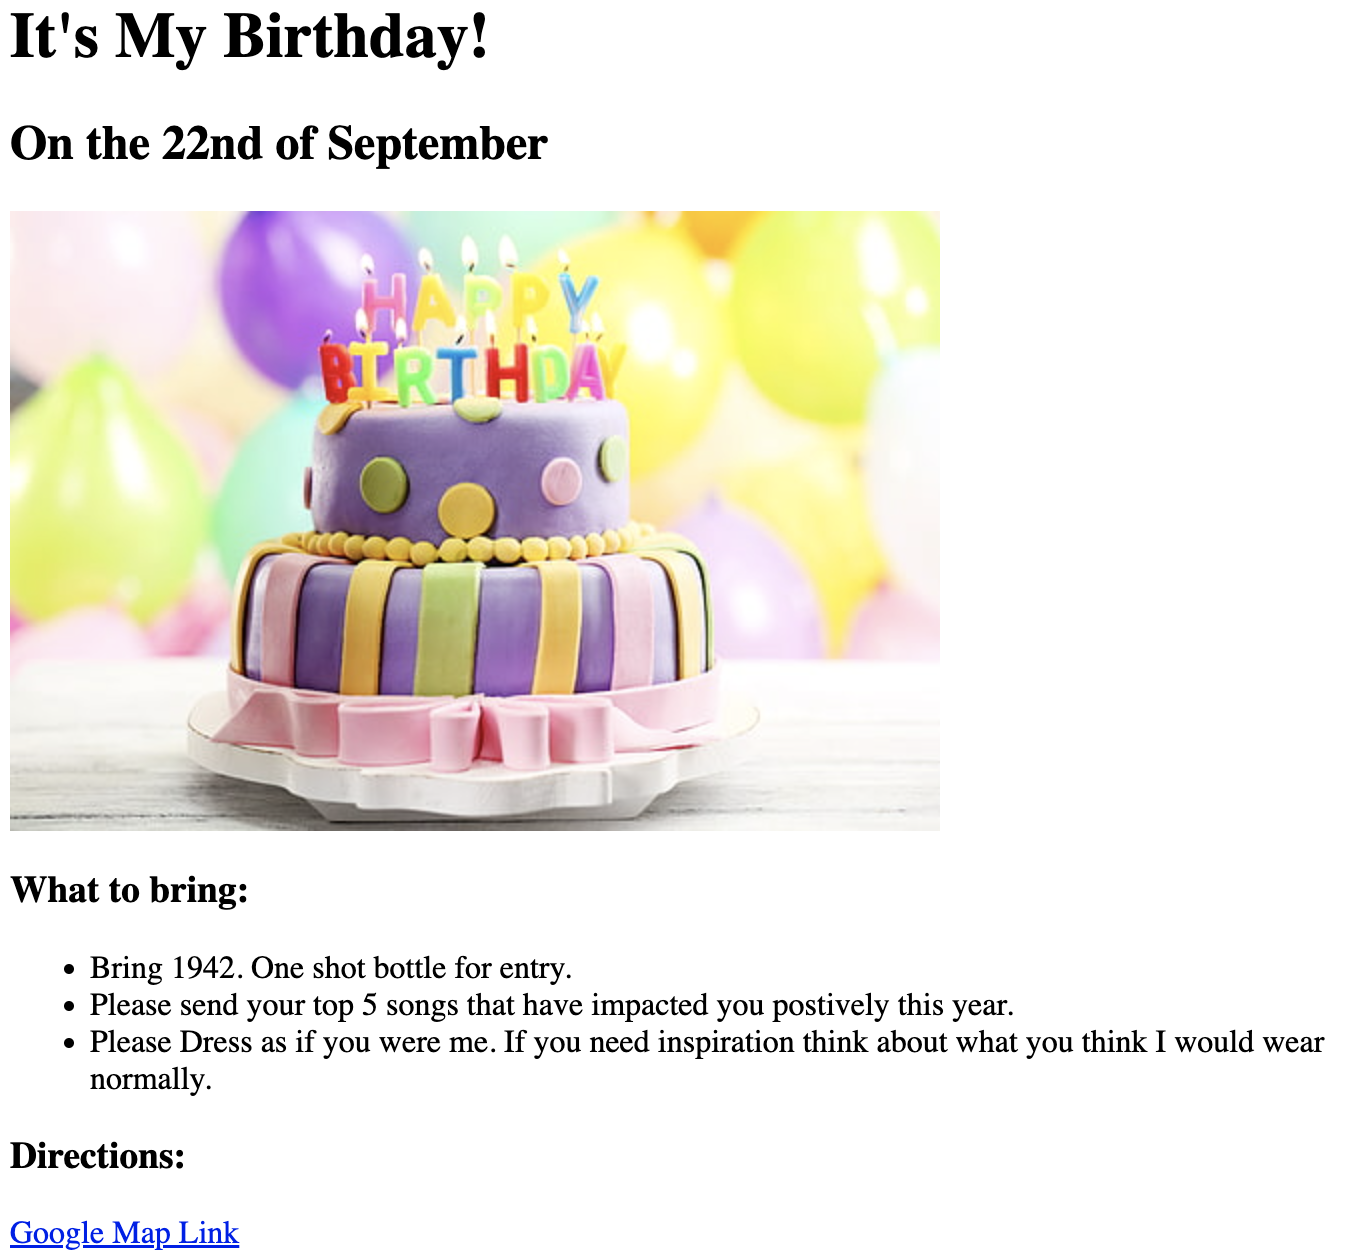 It's My Birthday!
On the 22nd of September
HAPPY
BIRTHDAY
What to bring:
Bring 1942. One shot bottle for entry.
Please send your top 5 songs that have impacted you postively this year.
Please Dress as if you were me. If you need inspiration think about what you think I would wear
normally.
Directions:
Google Map Link